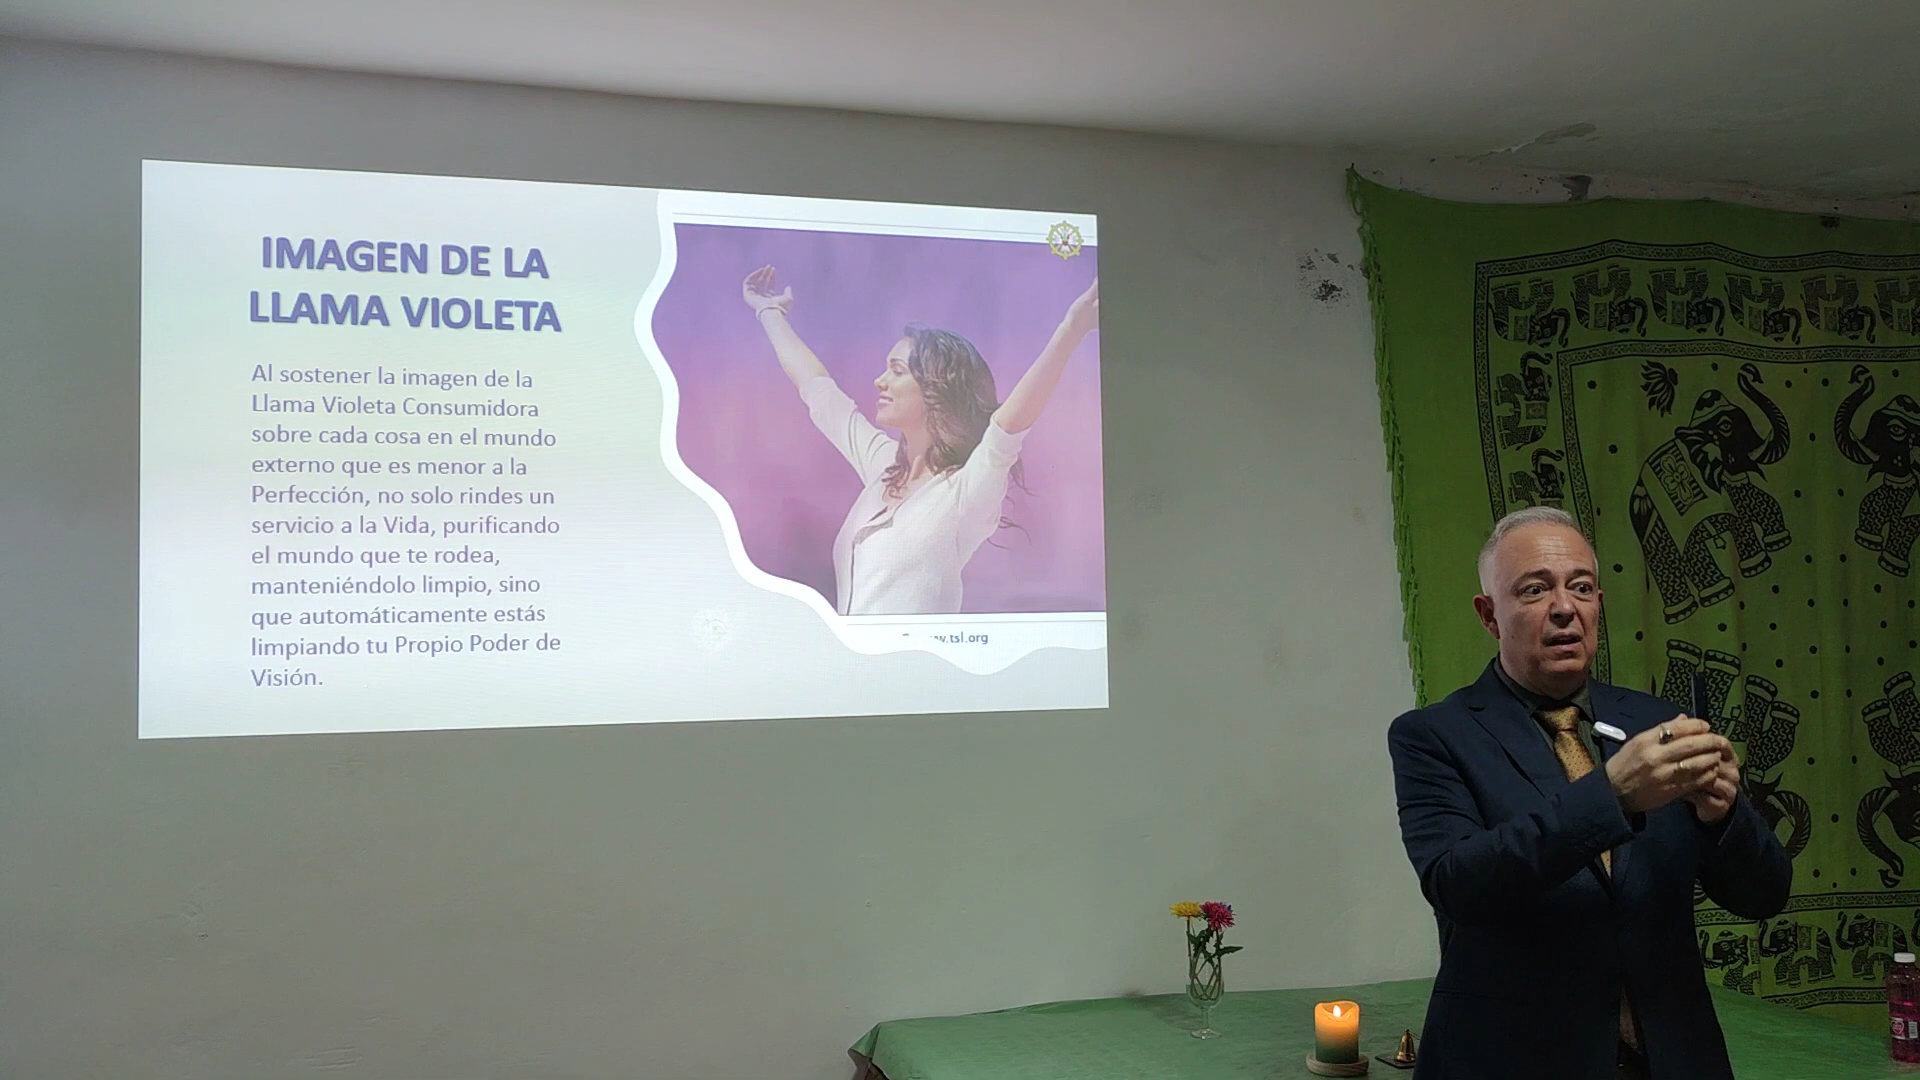 IMAGEN DE LA
LLAMA VIOLETA
Al sostener la imagen de la
Llama Violeta Consumidora
sobre cada cosa en el mundo
externo que es menor a la
Perfección, no solo rindes un
servicio a la Vida, purificando
el mundo que te rodea,
manteniéndolo limpio, sino
que automáticamente estás
limpiando tu Propio Poder de
Visión.
w.tsl.org